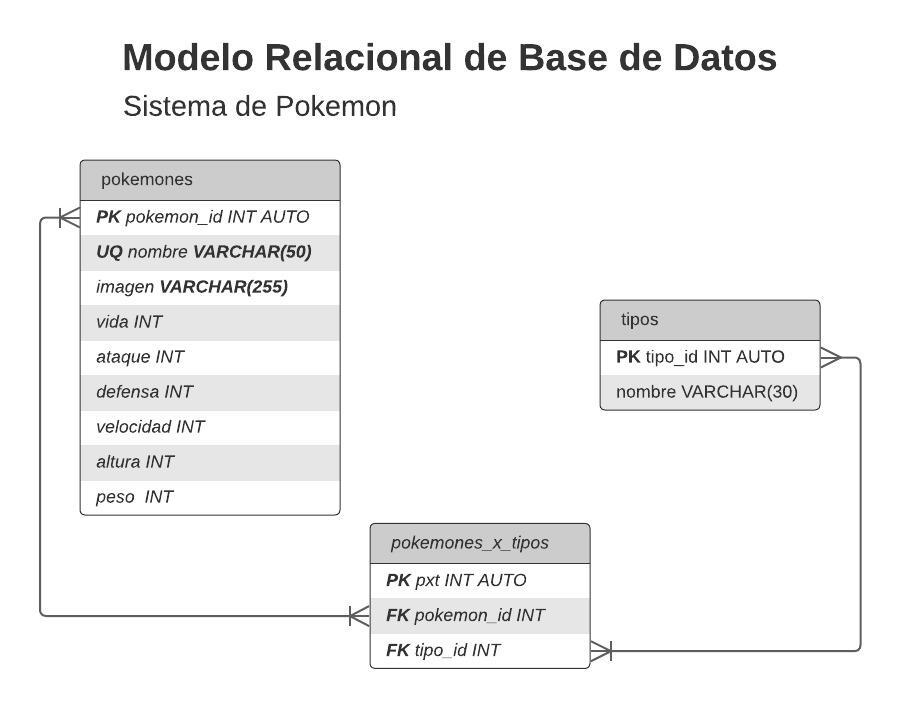 Modelo Relacional de Base de Datos
Sistema de Pokemon
pokemones
PK pokemon_id INT AUTO
UQ nombre VARCHAR(50)
imagen VARCHAR(255)
vida INT
ataque INT
defensa INT
velocidad INT
altura INT
peso INT
tipos
PK tipo_id INT AUTO
nombre VARCHAR(30)
pokemones_x_tipos
PK pxt INT AUTO
FK pokemon_id INT
FK tipo_id INT